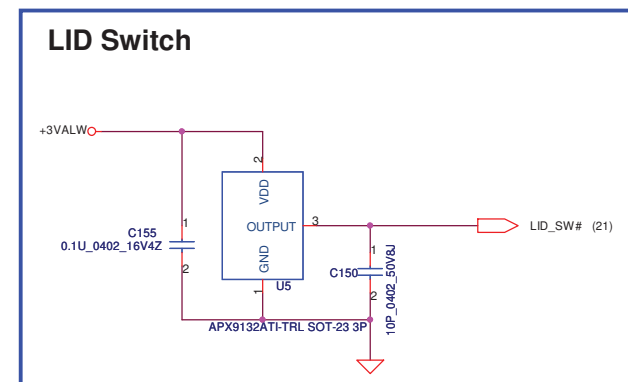 LID Switch
+3VALW
2
VDD
1
C155
0.1U_0402_16V4Z
2
OUTPUT
3
LID_SW# (21)
GND
1
U5
C150
1
2
10P_0402_50V8J
APX9132ATI-TRL SOT-23 3P